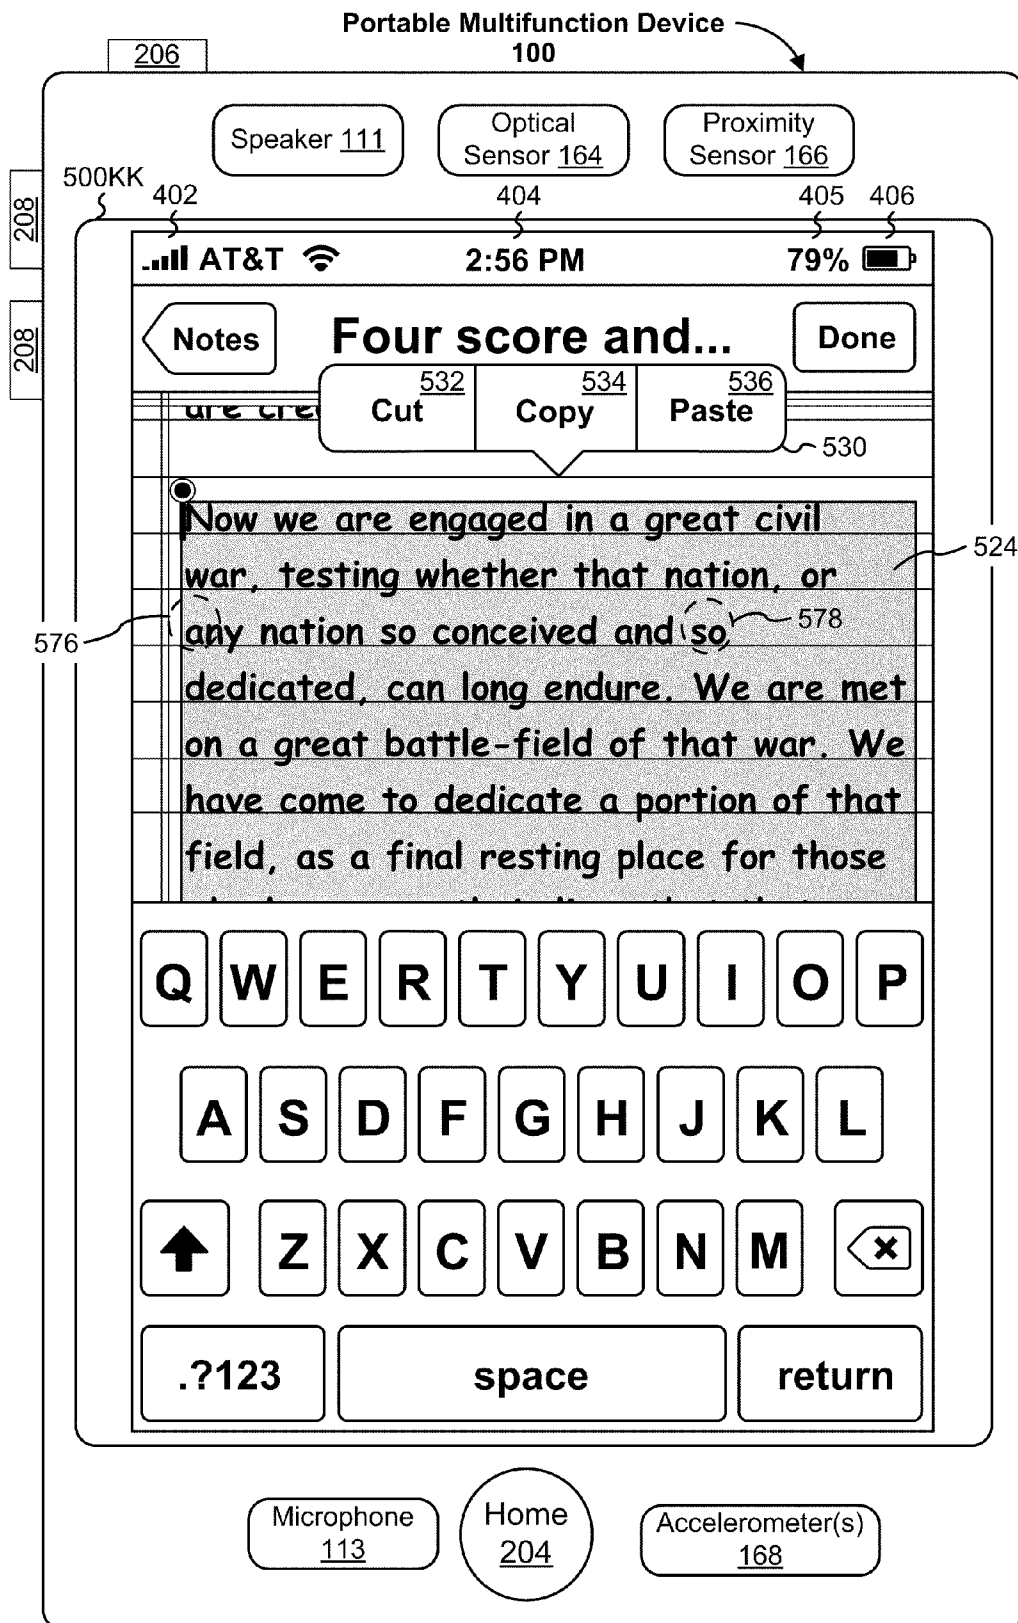 Portable Multifunction Device
100
206
Speaker 111
Optical
Sensor 164
Proximity
Sensor 166
500KK
402
404
405
406
208
208
AT&T
2:56 PM
79%
Notes
Four score and...
Done
532
Cut
534
Copy
536
Paste
530
are
Now we are engaged in a great civil
war, testing whether that nation, or
any nation so conceived and so
dedicated, can long endure. We are met
on a great battle-field of that war. We
have come to dedicate a portion of that
field, as a final resting place for those
524
576
578
Q W E R T Y U I O P
A S D F G H J K L
Z X C V B N M
.?123 space return
Microphone
113
Home
204
Accelerometer(s)
168